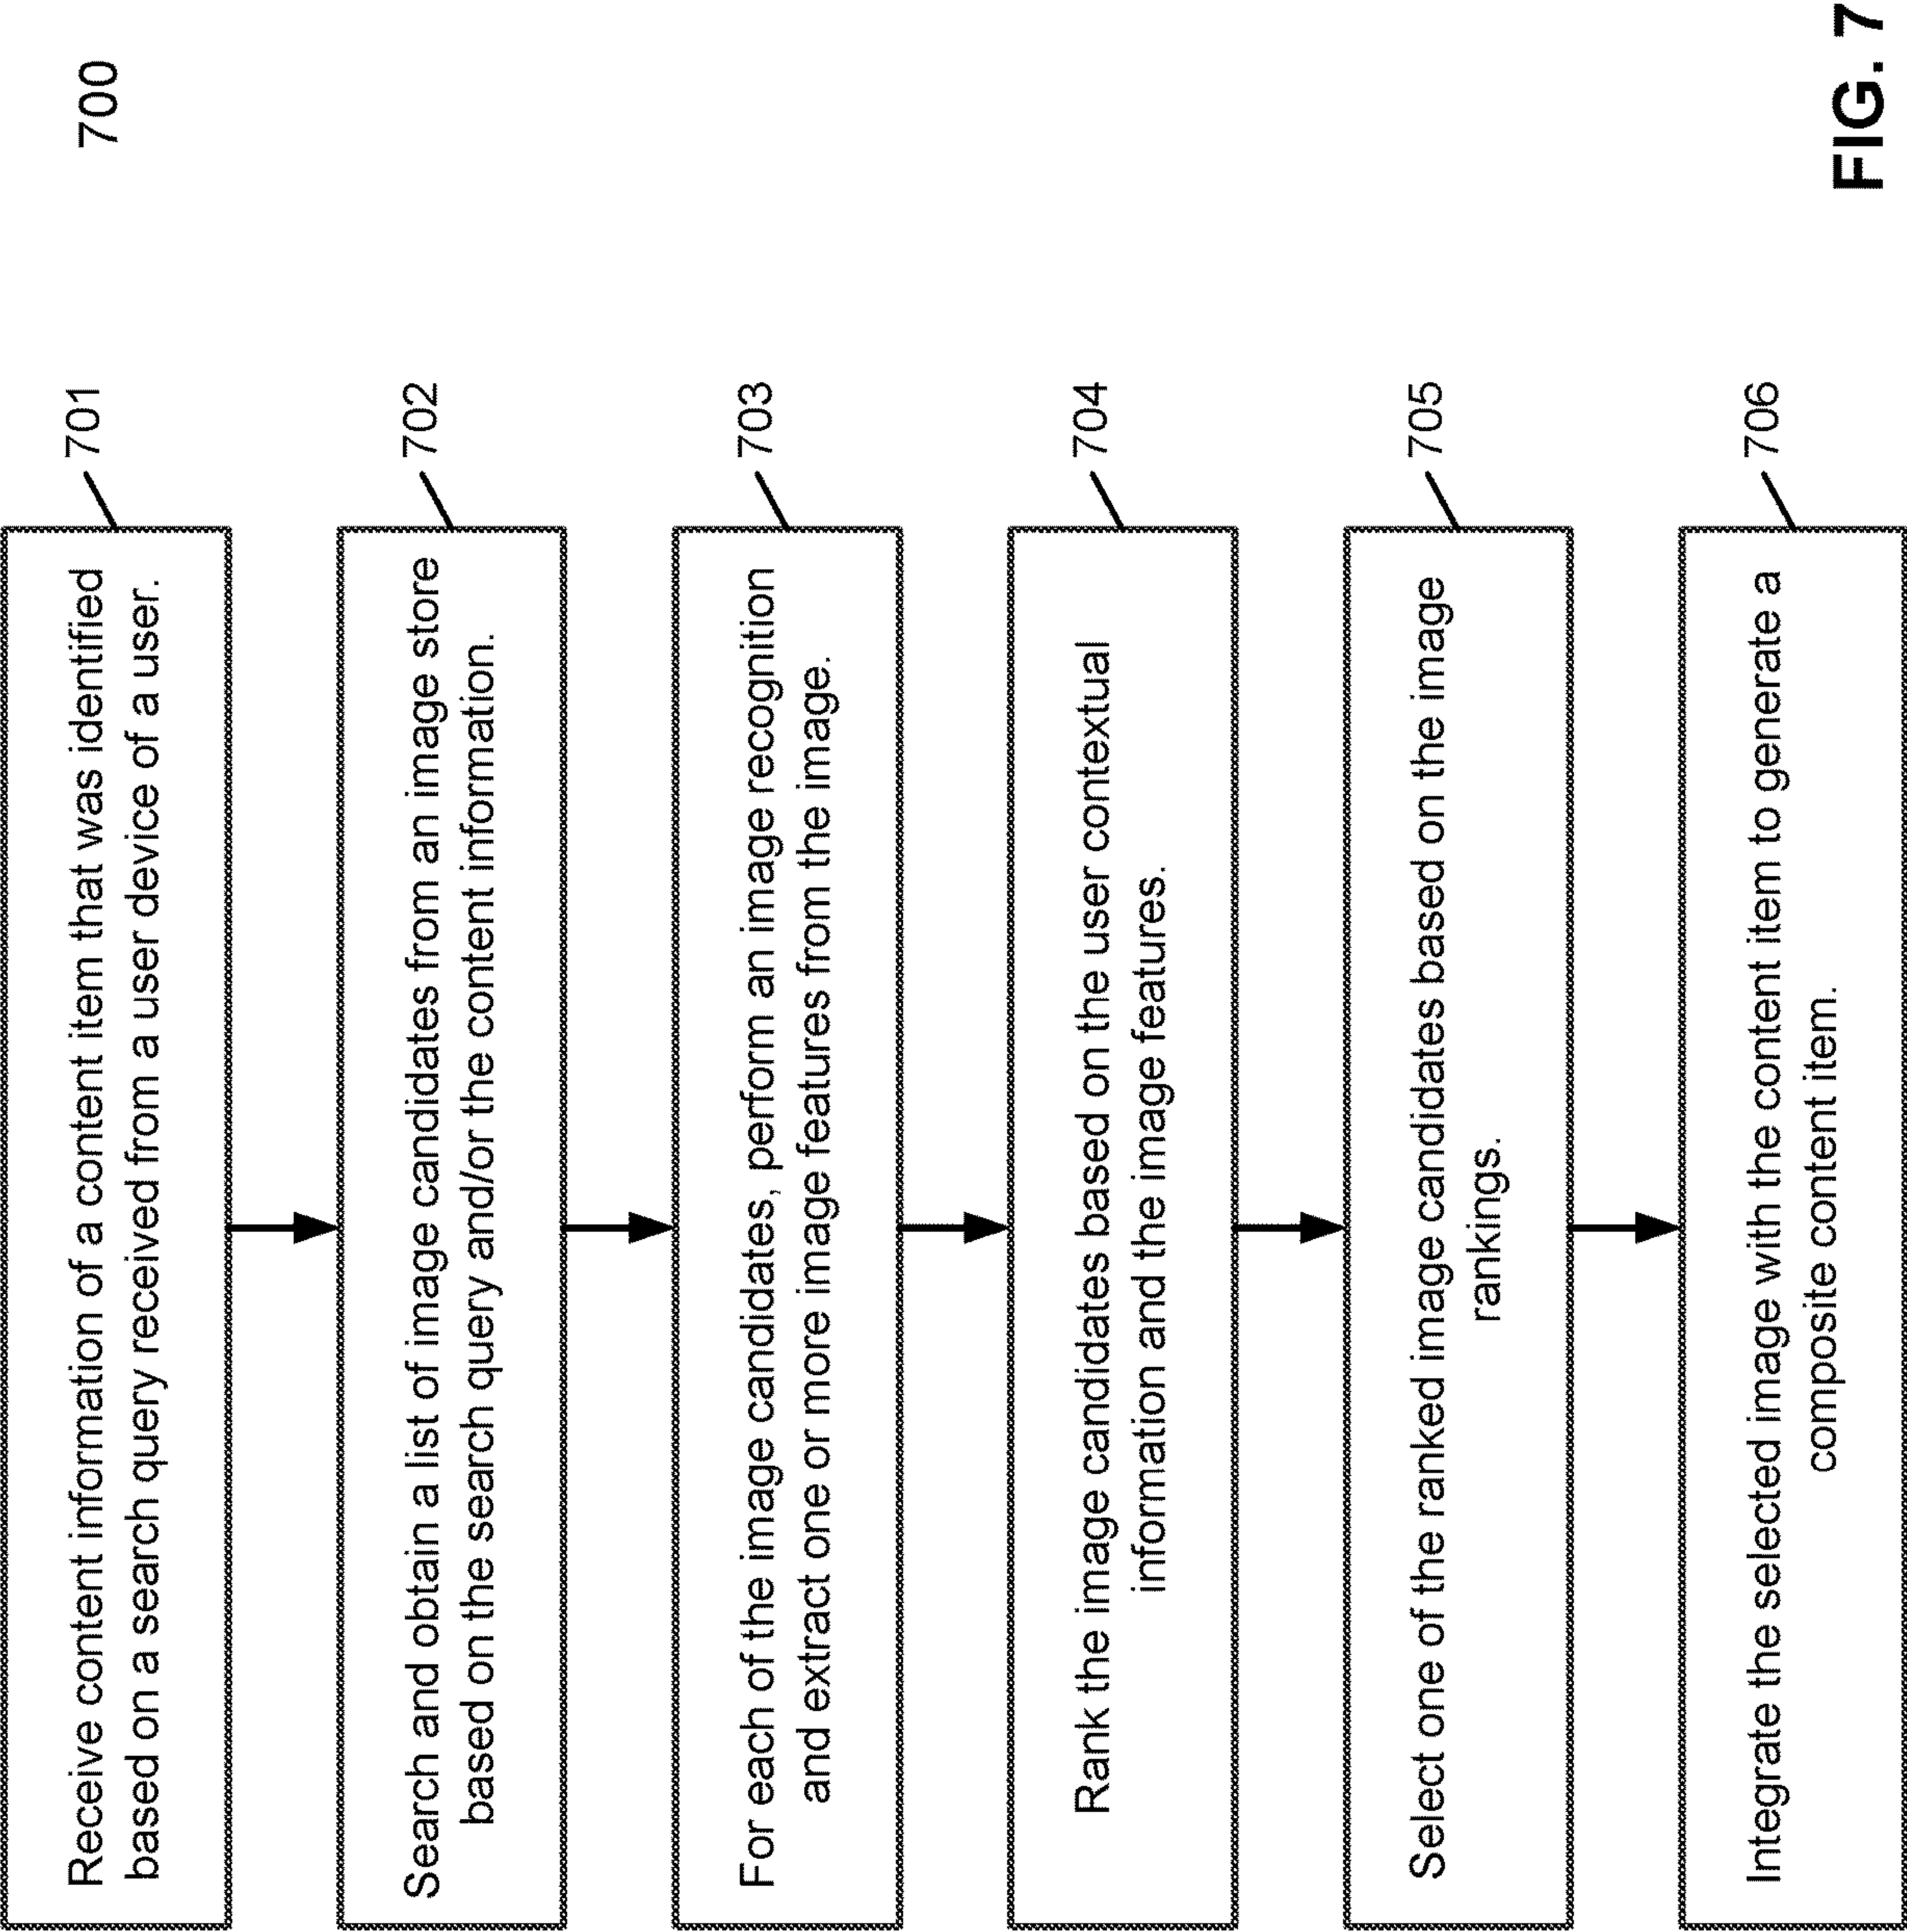 700
Receive content information of a content item that was identified
based on a search query received from a user device of a user.
701
Search and obtain a list of image candidates from an image store
based on the search query and/or the content information.
702
For each of the image candidates, perform an image recognition
and extract one or more image features from the image.
703
Rank the image candidates based on the user contextual
information and the image features.
704
Select one of the ranked image candidates based on the image
rankings.
705
Integrate the selected image with the content item to generate a
composite content item.
706
FIG. 7